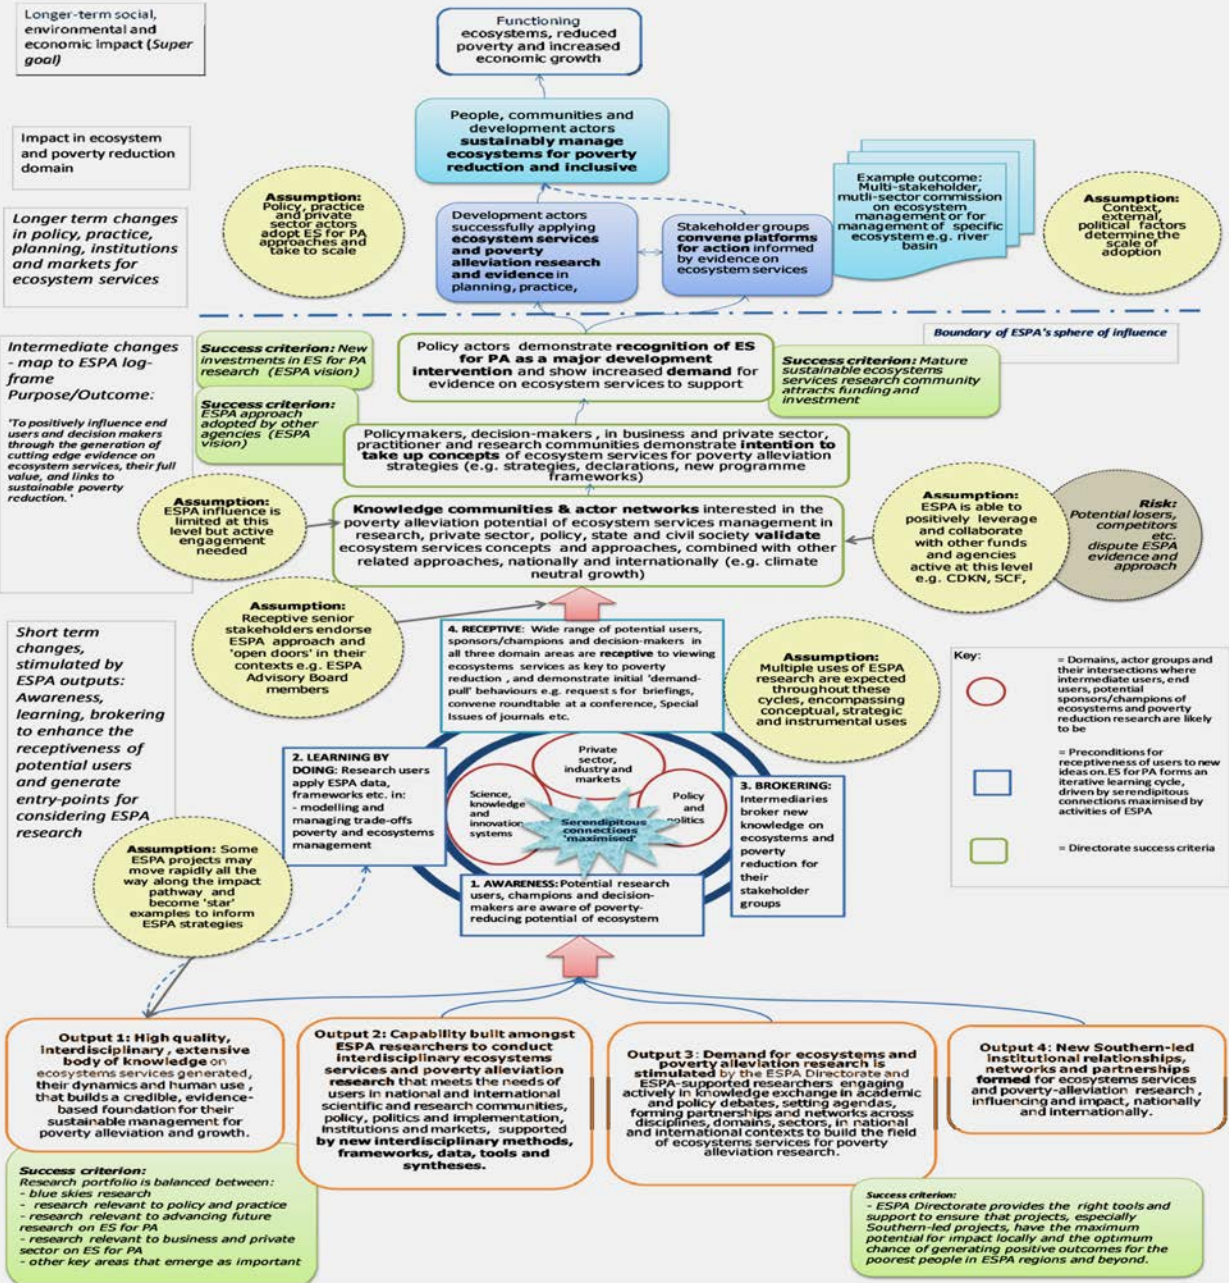 Longer-term social,
environmental and
economic impact (Super
goal)
Functioning
ecosystems, reduced
poverty and increased
economic growth
Impact in ecosystem
and poverty reduction
domain
People, communities and
development actors
sustainably manage
ecosystems for poverty
reduction and inclusive
Longer term changes
in policy, practice,
planning, institutions
and markets for
ecosystem services
Assumption:
Policy, practice
and private
sector actors
adopt ES for PA
approaches and
take to scale
Development actors
successfully applying
ecosystem services
and poverty
alleviation research
and evidence in
planning, practice,
Stakeholder groups
convene platforms
for action informed
by evidence on
ecosystem services
Example outcome:
Multi-stakeholder,
mutli-sector commission
on ecosystem
management or for
management of specific
ecosystem e.g. river
basin
Assumption:
Context,
external,
political factors
determine the
scale of
adoption
Boundary of ESPA's sphere of influence
Intermediate changes
- map to ESPA log-
frame
Purpose/Outcome:
'To positively influence end
users and decision makers
through the generation of
cutting edge evidence on
ecosystem services, their full
value, and links to
sustainable poverty
reduction.'
Success criterion: New
investments in ES for PA
research (ESPA vision)
Success criterion:
ESPA approach
adopted by other
agencies (ESPA
vision)
Policy actors demonstrate recognition of ES
for PA as a major development
intervention and show increased demand for
evidence on ecosystem services to support
Success criterion: Mature
sustainable ecosystems
services research community
attracts funding and
investment
Policymakers, decision-makers , in business and private sector,
practitioner and research communities demonstrate intention to
take up concepts of ecosystem services for poverty alleviation
strategies (e.g. strategies, declarations, new programme
frameworks)
Assumption:
ESPA influence is
limited at this
level but active
engagement
needed
Knowledge communities & actor networks interested in the
poverty alleviation potential of ecosystem services management in
research, private sector, policy, state and civil society validate
ecosystem services concepts and approaches, combined with other
related approaches, nationally and internationally (e.g. climate
neutral growth)
Assumption:
ESPA is able to
positively leverage
and collaborate
with other funds
and agencies
active at this level
e.g. CDKN, SCF,
Risk:
Potential losers,
competitors
etc.
dispute ESPA
evidence and
approach
Short term
changes,
stimulated by
ESPA outputs:
Awareness,
learning, brokering
to enhance the
receptiveness of
potential users
and generate
entry-points for
considering ESPA
research
Assumption:
Receptive senior
stakeholders endorse
ESPA approach and
'open doors' in their
contexts e.g. ESPA
Advisory Board
members
4. RECEPTIVE: Wide range of potential users,
sponsors/champions and decision-makers in
all three domain areas are receptive to viewing
ecosystems services as key to poverty
reduction , and demonstrate initial 'demand-
pull' behaviours e.g. request s for briefings,
convene roundtable at a conference, Special
Issues of journals etc.
Assumption:
Multiple uses of ESPA
research are expected
throughout these
cycles, encompassing
conceptual, strategic
and instrumental uses
Key:
= Domains, actor groups and
their intersections where
intermediate users, end
users, potential
sponsors/champions of
ecosystems and poverty
reduction research are likely
to be
= Preconditions for
receptiveness of users to new
ideas on.ES for PA forms an
iterative learning cycle,
driven by serendipitous
connections maximised by
activities of ESPA
= Directorate success criteria
2. LEARNING BY
DOING: Research users
apply ESPA data,
frameworks etc. in:
- modelling and
managing trade-offs
poverty and ecosystems
management
Private
sector,
industry and
markets
Science,
knowledge
and
innovation
systems
Policy
and
politics
Serendipitous
connections
'maximised'
3. BROKERING:
Intermediaries
broker new
knowledge on
ecosystems and
poverty
reduction for
their
stakeholder
groups
1. AWARENESS: Potential research
users, champions and decision-
makers are aware of poverty-
reducing potential of ecosystem
Assumption: Some
ESPA projects may
move rapidly all the
way along the impact
pathway and
become 'star'
examples to inform
ESPA strategies
Output 1: High quality,
interdisciplinary , extensive
body of knowledge on
ecosystems services generated,
their dynamics and human use ,
that builds a credible, evidence-
based foundation for their
sustainable management for
poverty alleviation and growth.
Output 2: Capability built amongst
ESPA researchers to conduct
interdisciplinary ecosystems
services and poverty alleviation
research that meets the needs of
users in national and international
scientific and research communities,
policy, politics and implementation,
institutions and markets, supported
by new interdisciplinary methods,
frameworks, data, tools and
syntheses.
Output 3: Demand for ecosystems and
poverty alleviation research is
stimulated by the ESPA Directorate and
ESPA-supported researchers engaging
actively in knowledge exchange in academic
and policy debates, setting agendas,
forming partnerships and networks across
disciplines, domains, sectors, in national
and international contexts to build the field
of ecosystems services for poverty
alleviation research.
Output 4: New Southern-led
institutional relationships,
networks and partnerships
formed for ecosystems services
and poverty-alleviation research ,
influencing and impact, nationally
and internationally.
Success criterion:
Research portfolio is balanced between:
- blue skies research
- research relevant to policy and practice
- research relevant to advancing future
research on ES for PA
- research relevant to business and private
sector on ES for PA
- other key areas that emerge as important
Success criterion:
- ESPA Directorate provides the right tools and
support to ensure that projects, especially
Southern-led projects, have the maximum
potential for impact locally and the optimum
chance of generating positive outcomes for the
poorest people in ESPA regions and beyond.